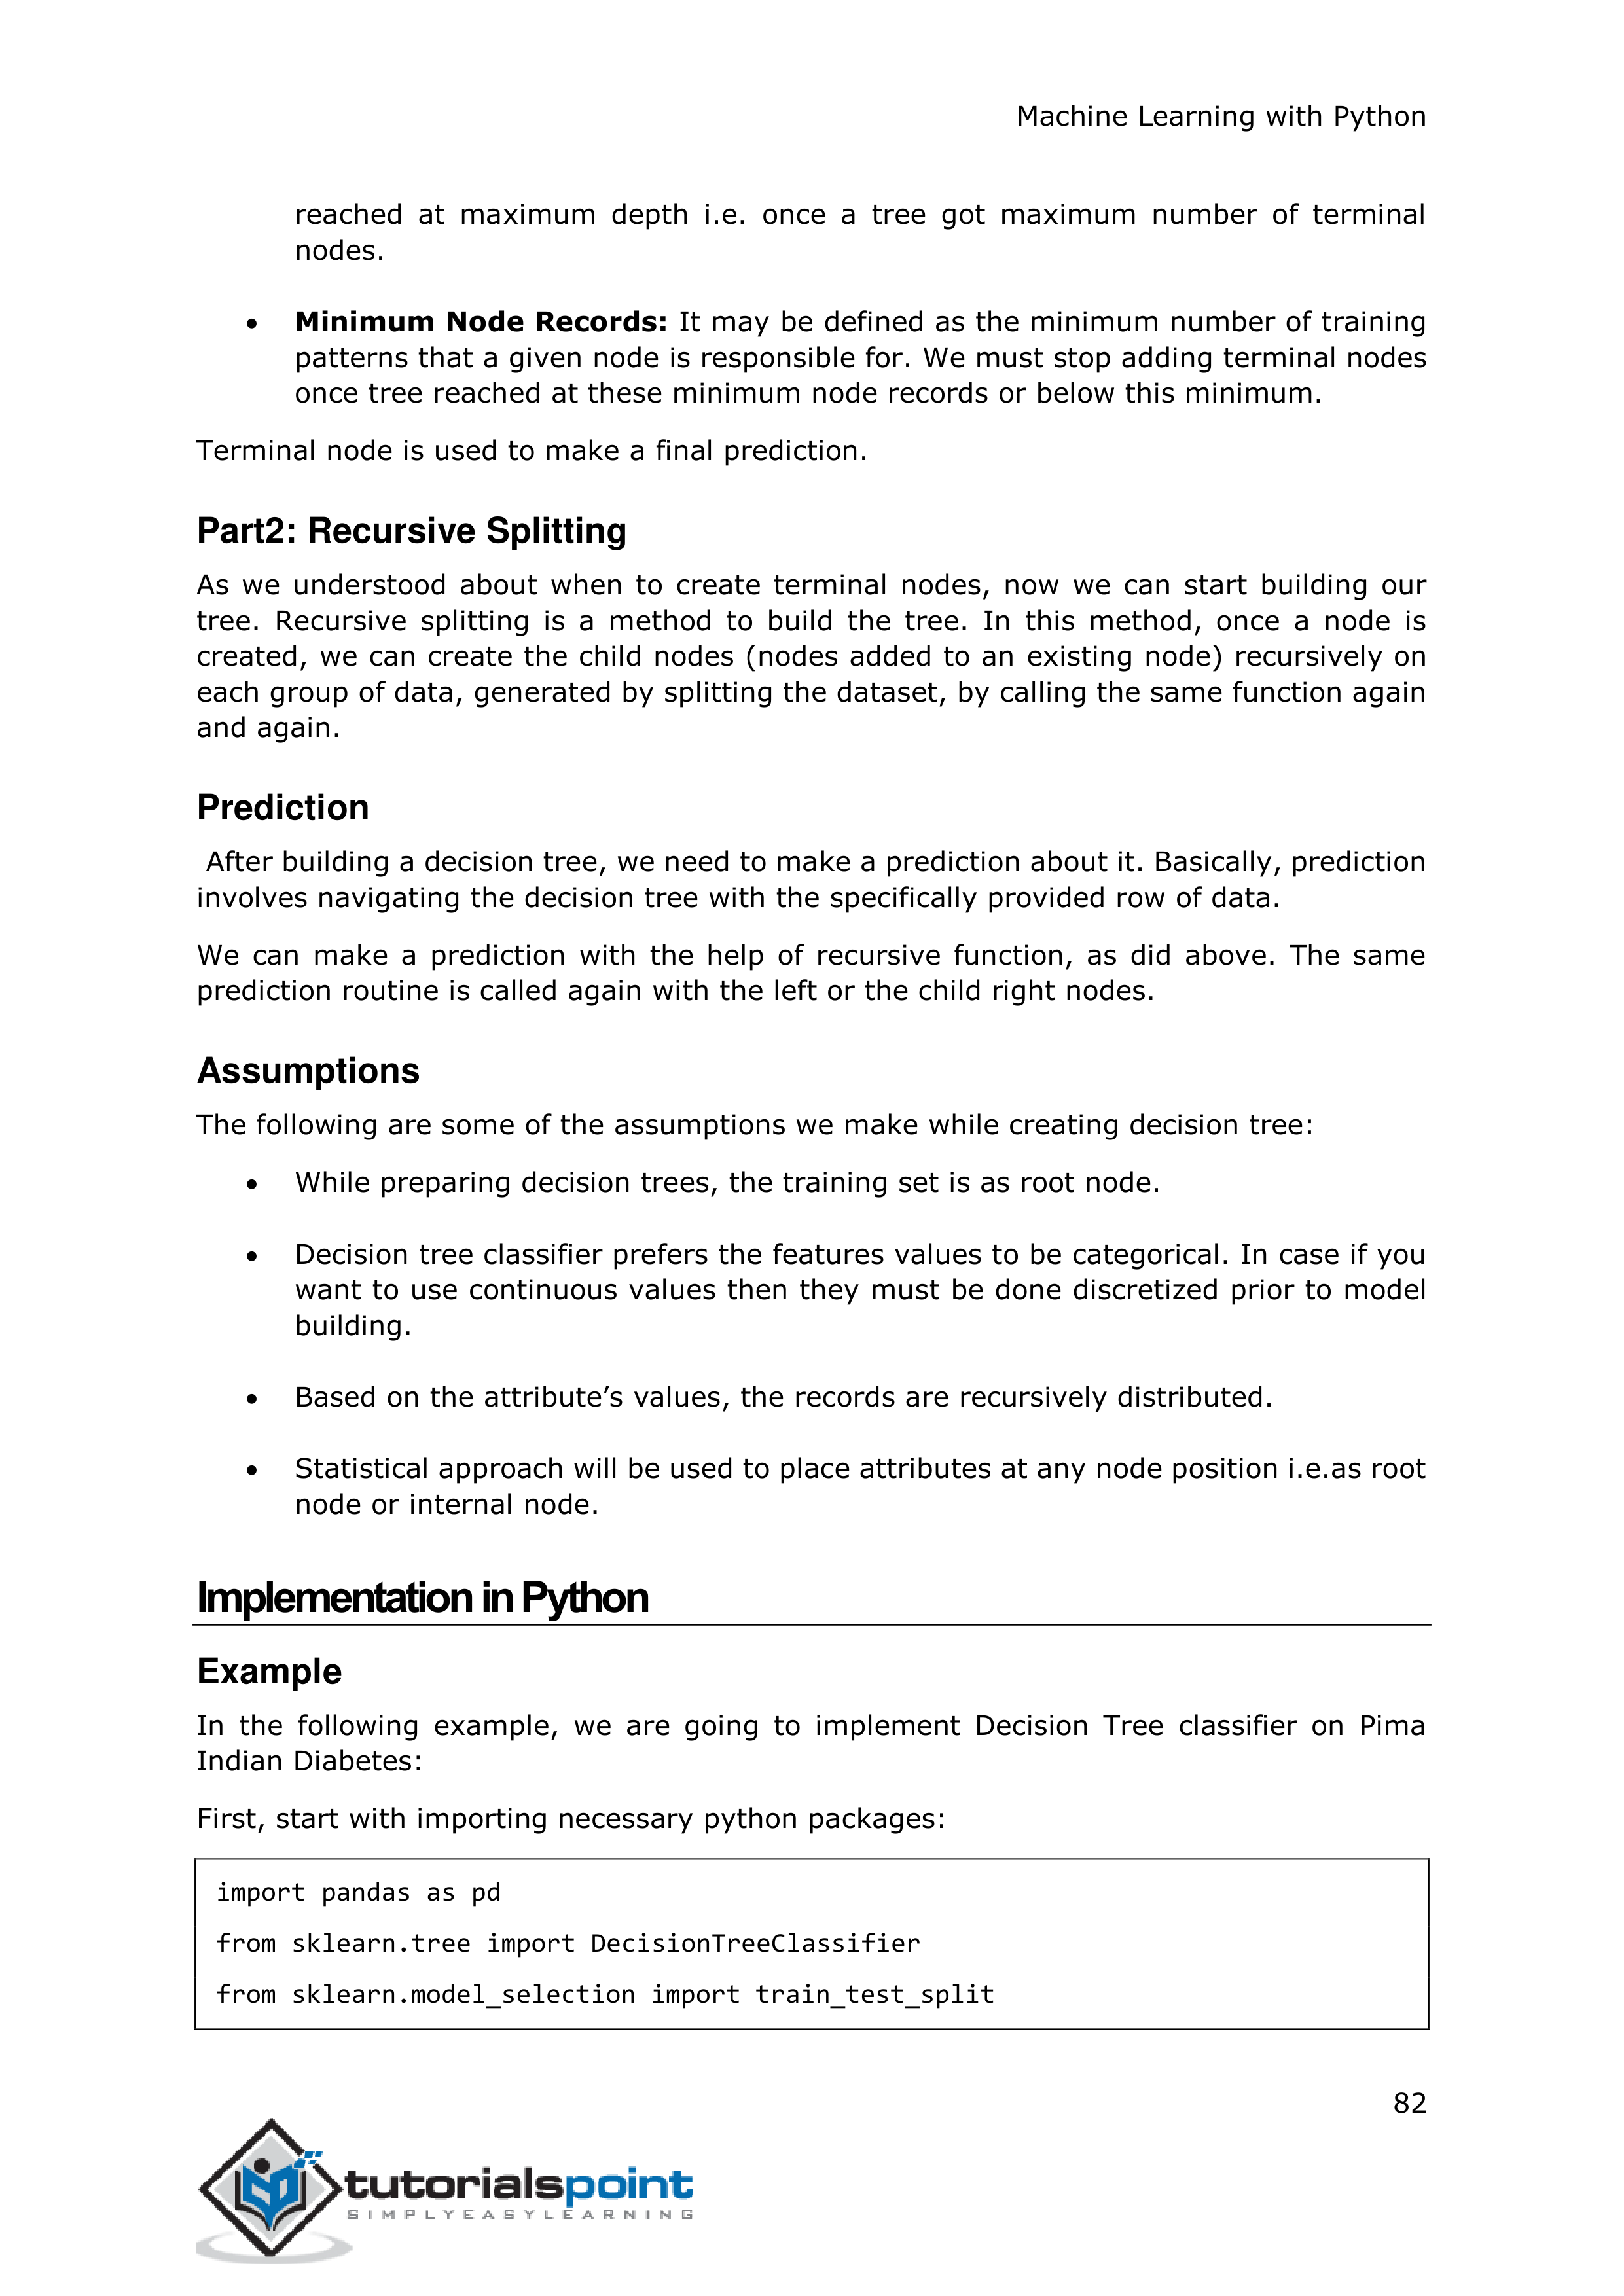 Machine Learning with Python
reached at maximum depth i.e. once a tree got maximum number of terminal
nodes.
• Minimum Node Records: It may be defined as the minimum number of training
patterns that a given node is responsible for. We must stop adding terminal nodes
once tree reached at these minimum node records or below this minimum.
Terminal node is used to make a final prediction.
Part2: Recursive Splitting
As we understood about when to create terminal nodes, now we can start building our
tree. Recursive splitting is a method to build the tree. In this method, once a node is
created, we can create the child nodes (nodes added to an existing node) recursively on
each group of data, generated by splitting the dataset, by calling the same function again
and again.
Prediction
After building a decision tree, we need to make a prediction about it. Basically, prediction
involves navigating the decision tree with the specifically provided row of data.
We can make a prediction with the help of recursive function, as did above. The same
prediction routine is called again with the left or the child right nodes.
Assumptions
The following are some of the assumptions we make while creating decision tree:
• While preparing decision trees, the training set is as root node.
• Decision tree classifier prefers the features values to be categorical. In case if you
want to use continuous values then they must be done discretized prior to model
building.
• Based on the attribute’s values, the records are recursively distributed.
• Statistical approach will be used to place attributes at any node position i.e.as root
node or internal node.
Implementation in Python
Example
In the following example, we are going to implement Decision Tree classifier on Pima
Indian Diabetes:
First, start with importing necessary python packages:
import pandas as pd
from sklearn.tree import DecisionTreeClassifier
from sklearn.model_selection import train_test_split
82
tutorialspoint
SIMPLYEASYLEARNING